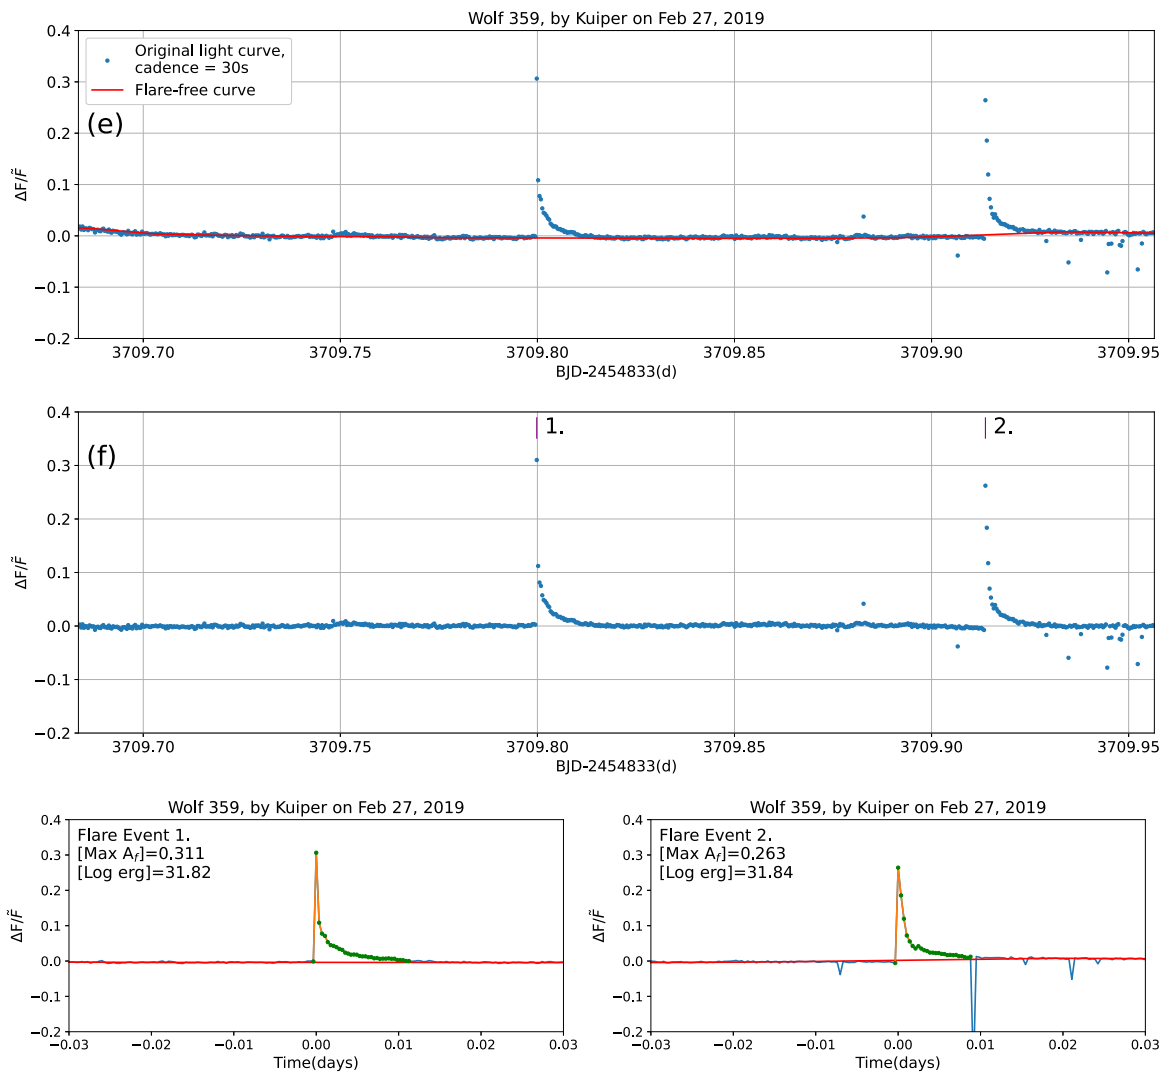 Wolf 359, by Kuiper on Feb 27, 2019
0.4
0.3
0.2
0.1
0.0
−0.1
−0.2
ΔF/F̃
Original light curve,
cadence = 30s
Flare-free curve
(e)
3709.70 3709.75 3709.80 3709.85 3709.90 3709.95
BJD-2454833(d)
0.4
0.3
0.2
0.1
0.0
−0.1
−0.2
ΔF/F̃
(f)
1.
2.
3709.70 3709.75 3709.80 3709.85 3709.90 3709.95
BJD-2454833(d)
Wolf 359, by Kuiper on Feb 27, 2019
0.4
0.3
0.2
0.1
0.0
−0.1
−0.2
ΔF/F̃
Flare Event 1.
[Max A_f]=0.311
[Log erg]=31.82
−0.03 −0.02 −0.01 0.00 0.01 0.02 0.03
Time(days)
Wolf 359, by Kuiper on Feb 27, 2019
0.4
0.3
0.2
0.1
0.0
−0.1
−0.2
ΔF/F̃
Flare Event 2.
[Max A_f]=0.263
[Log erg]=31.84
−0.03 −0.02 −0.01 0.00 0.01 0.02 0.03
Time(days)